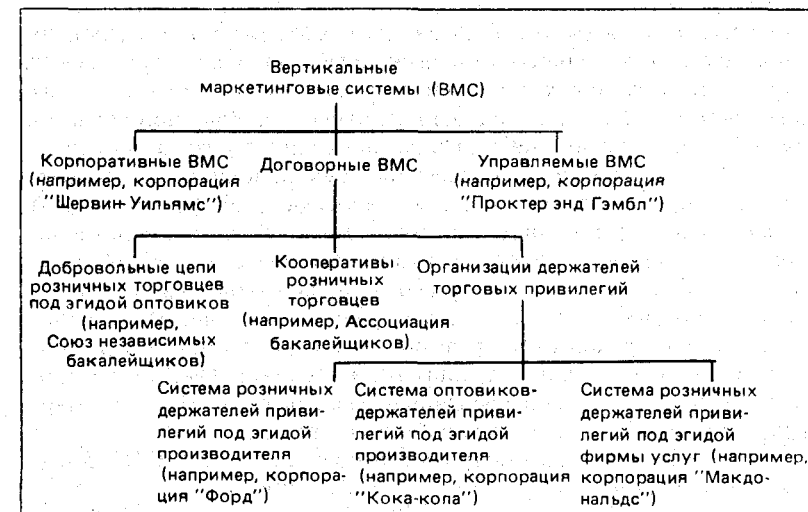 Вертикальные
маркетинговые системы (ВМС)
Корпоративные ВМС
(например, корпорация
"Шервин-Уильямс")
Договорные ВМС
Управляемые ВМС
(например, корпорация
"Проктер энд Гэмбл")
Добровольные цепи
розничных торговцев
под эгидой оптовиков
(например,
Союз независимых
бакалейщиков)
Кооперативы
розничных
торговцев
(например, Ассоциация
бакалейщиков)
Организации держателей
торговых привилегий
Система розничных
держателей приви-
легий под эгидой
производителя
(например, корпора-
ция "Форд")
Система оптовиков-
держателей приви-
легий под эгидой
производителя
(например, корпорация
"Кока-кола")
Система розничных
держателей приви-
легий под эгидой
фирмы услуг (например,
корпорация "Макдо-
нальдс")